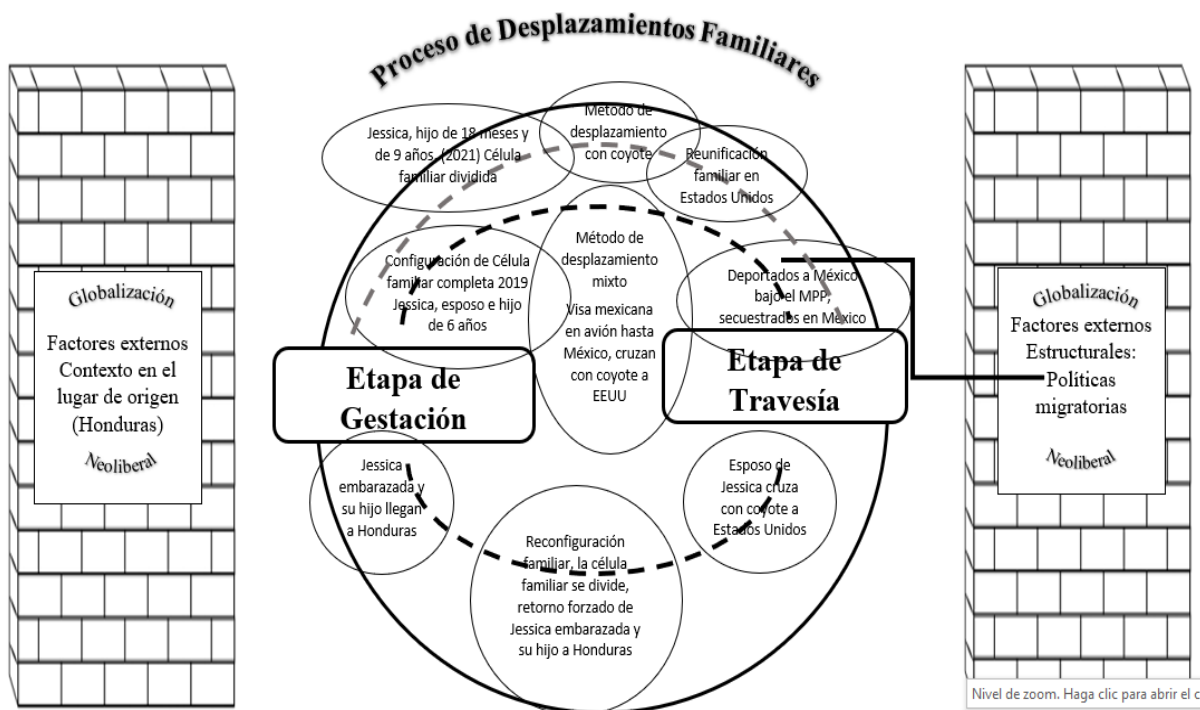 Proceso de Desplazamientos Familiares
Globalización
Factores externos
Contexto en el
lugar de origen
(Honduras)
Neoliberal
Jessica, hijo de 18 meses y
de 9 años, (2021) Célula
familiar dividida
Método de
desplazamiento
con coyote
Reunificación
familiar en
Estados Unidos
Configuración de Célula
familiar completa 2019
Jessica, esposo e hijo
de 6 años
Método de
desplazamiento
mixto
Visa mexicana
en avión hasta
México, cruzan
con coyote a
EEUU
Deportados a México
bajo el MPP,
secuestrados en México
Etapa de
Gestación
Etapa de
Travesía
Jessica
embarazada y
su hijo llegan
a Honduras
Reconfiguración
familiar, la célula
familiar se divide,
retorno forzado de
Jessica embarazada y
su hijo a Honduras
Esposo de
Jessica cruza
con coyote a
Estados Unidos
Globalización
Factores externos
Estructurales:
Políticas
migratorias
Neoliberal
Nivel de zoom. Haga clic para abrir el c